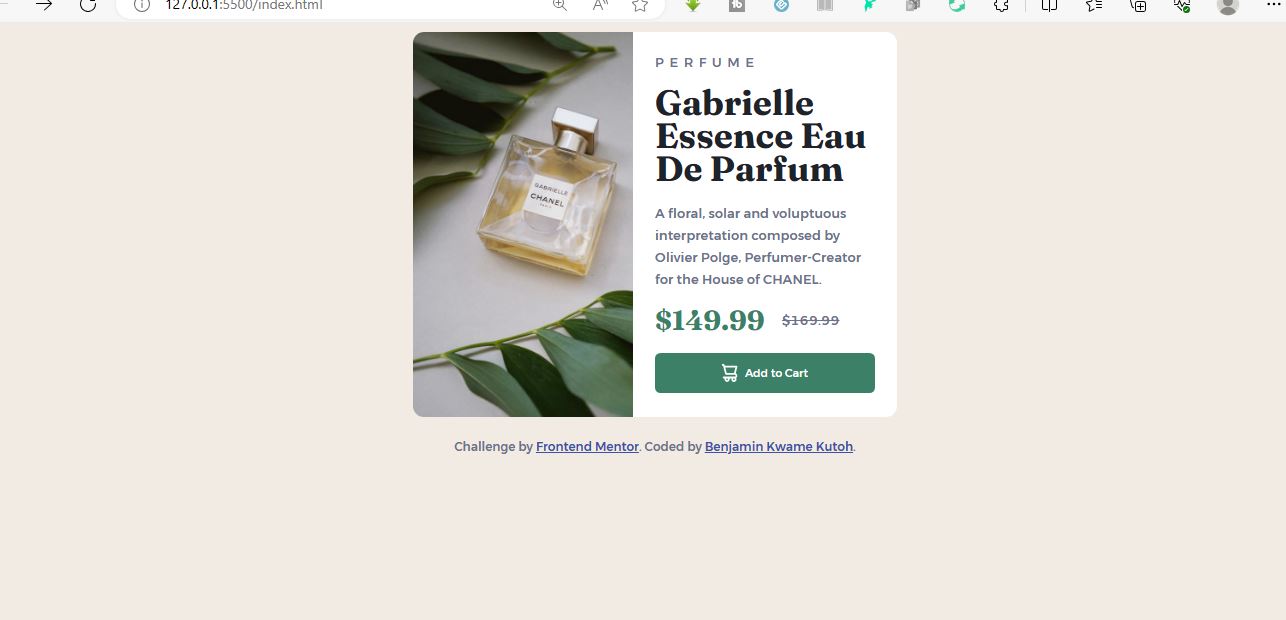 127.0.0.1:5500/index.html
PERFUME
Gabrielle
Essence Eau
De Parfum
GABRIELLE
CHANEL
PARIS
A floral, solar and voluptuous
interpretation composed by
Olivier Polge, Perfumer-Creator
for the House of CHANEL.
$149.99 $169.99
Add to Cart
Challenge by Frontend Mentor. Coded by Benjamin Kwame Kutoh.